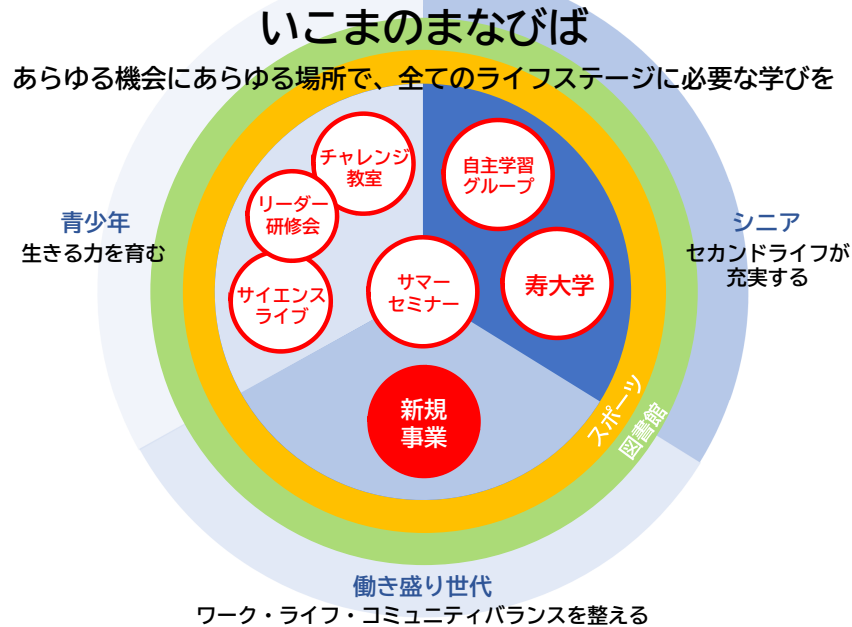 いこまのまなびば
あらゆる機会にあらゆる場所で、全てのライフステージに必要な学びを
チャレンジ
教室
自主学習
グループ
リーダー
研修会
青少年
生きる力を育む
シニア
セカンドライフが
充実する
サイエンス
ライブ
サマー
セミナー
寿大学
新規
事業
スポーツ
図書館
働き盛り世代
ワーク・ライフ・コミュニティバランスを整える